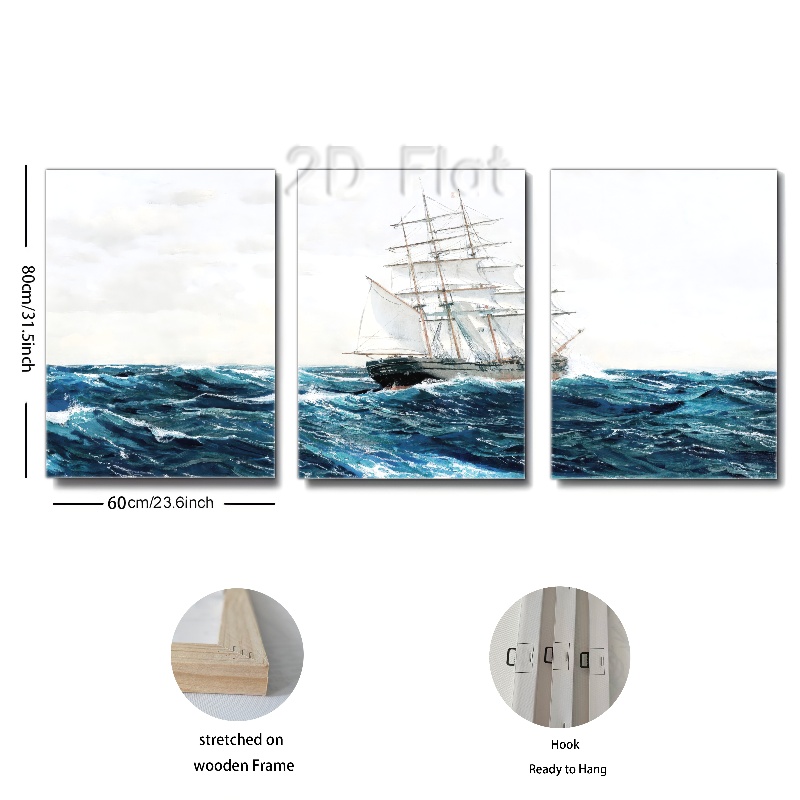 2D Flat
80cm/31.5inch
60cm/23.6inch
stretched on
wooden Frame
Hook
Ready to Hang